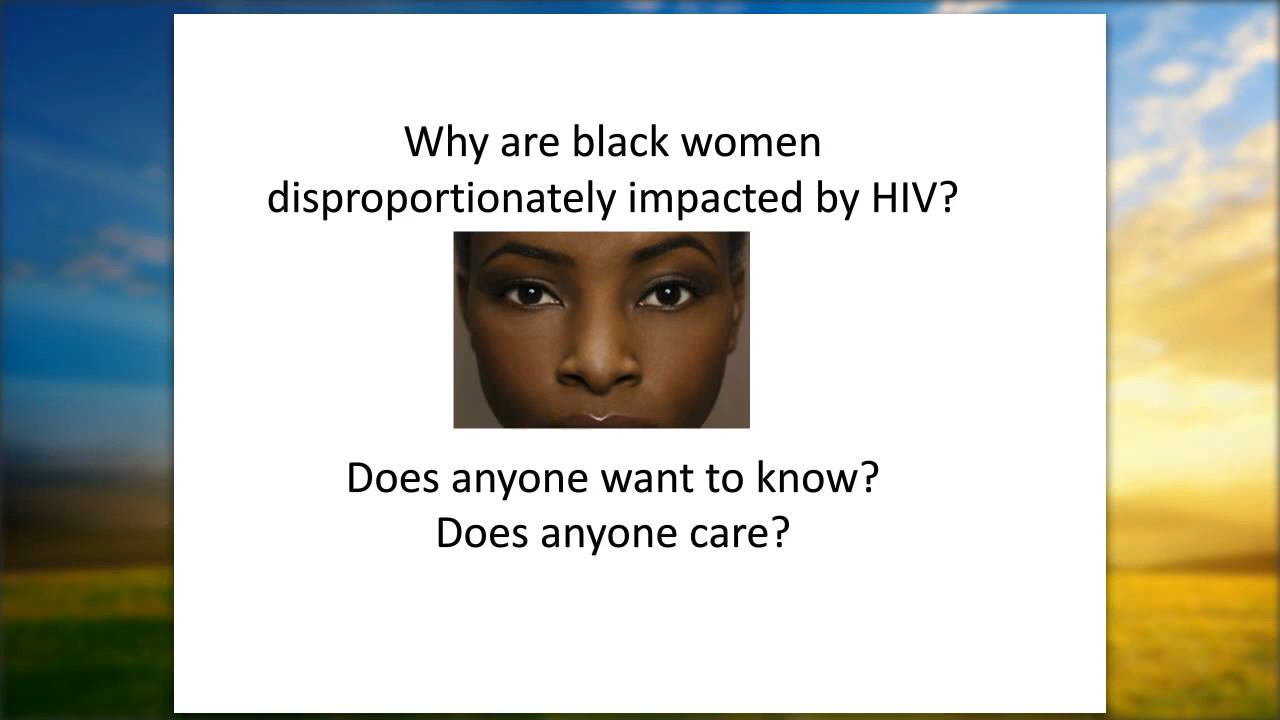 Why are black women
disproportionately impacted by HIV?
Does anyone want to know?
Does anyone care?